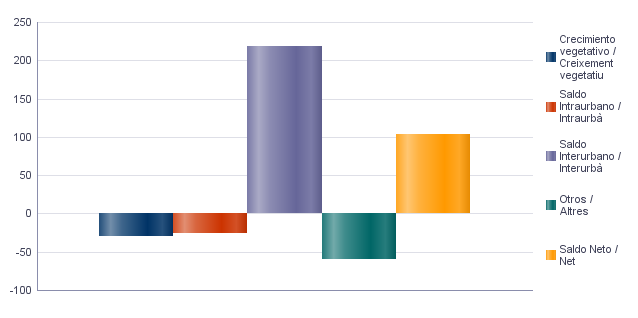 250
200
150
100
50
0
-50
-100
Crecimiento
vegetativo /
Creixement
vegetatiu
Saldo
Intraurbano /
Intraurbà
Saldo
Interurbano /
Interurbà
Otros /
Altres
Saldo Neto /
Net